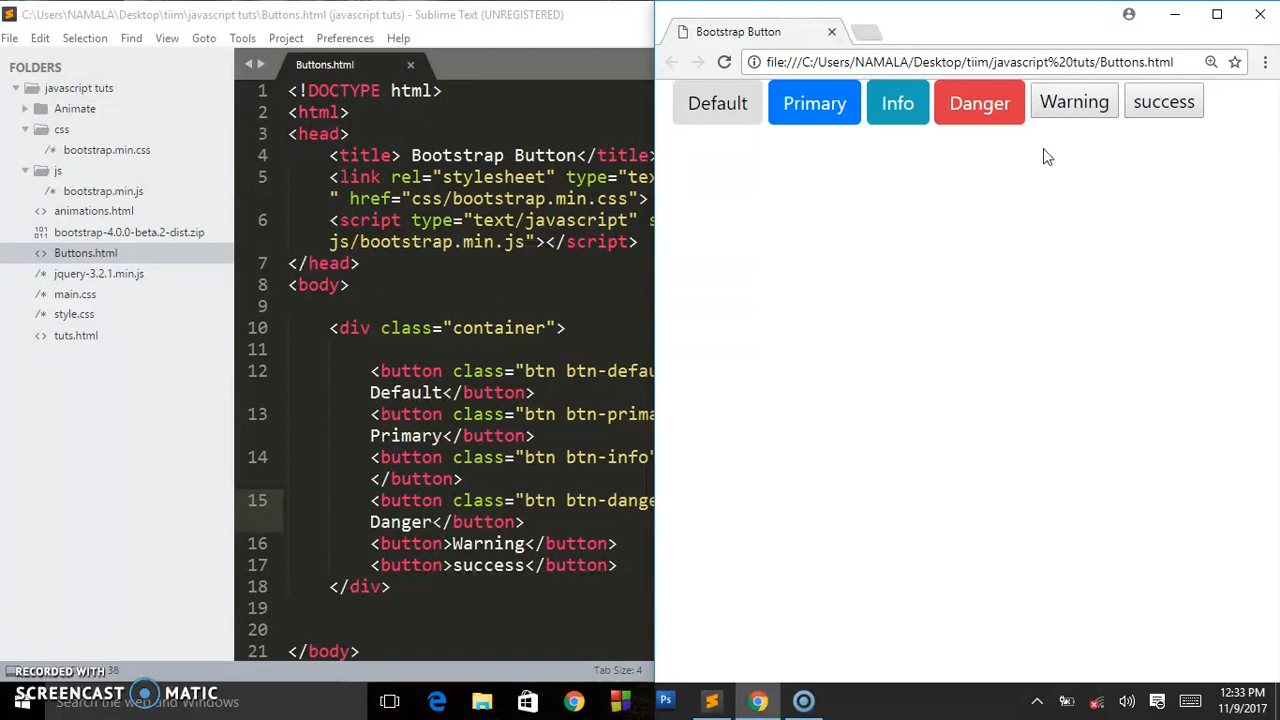 C:\Users\NAMALA\Desktop\tiim\javascript tuts\Buttons.html (javascript tuts) - Sublime Text (UNREGISTERED)
File Edit Selection Find View Goto Tools Project Preferences Help
FOLDERS
javascript tuts
Animate
css
bootstrap.min.css
js
bootstrap.min.js
animations.html
bootstrap-4.0.0-beta.2-dist.zip
Buttons.html
jquery-3.2.1.min.js
main.css
style.css
tuts.html
Buttons.html
1 <!DOCTYPE html>
2 <html>
3 <head>
4 <title> Bootstrap Button</title>
5 <link rel="stylesheet" type="tex
" href="css/bootstrap.min.css">
6 <script type="text/javascript" s
js/bootstrap.min.js"></script>
7 </head>
8 <body>
9
10 <div class="container">
11
12 <button class="btn btn-defau
Default</button>
13 <button class="btn btn-prima
Primary</button>
14 <button class="btn btn-info"
</button>
15 <button class="btn btn-dange
Danger</button>
16 <button>Warning</button>
17 <button>success</button>
18 </div>
19
20
21 </body>
38 Tab Size: 4
Bootstrap Button
file:///C:/Users/NAMALA/Desktop/tiim/javascript%20tuts/Buttons.html
Default Primary Info Danger Warning success
RECORDED WITH
SCREENCAST MATIC
Search the web and Windows
Ps
12:33 PM
11/9/2017